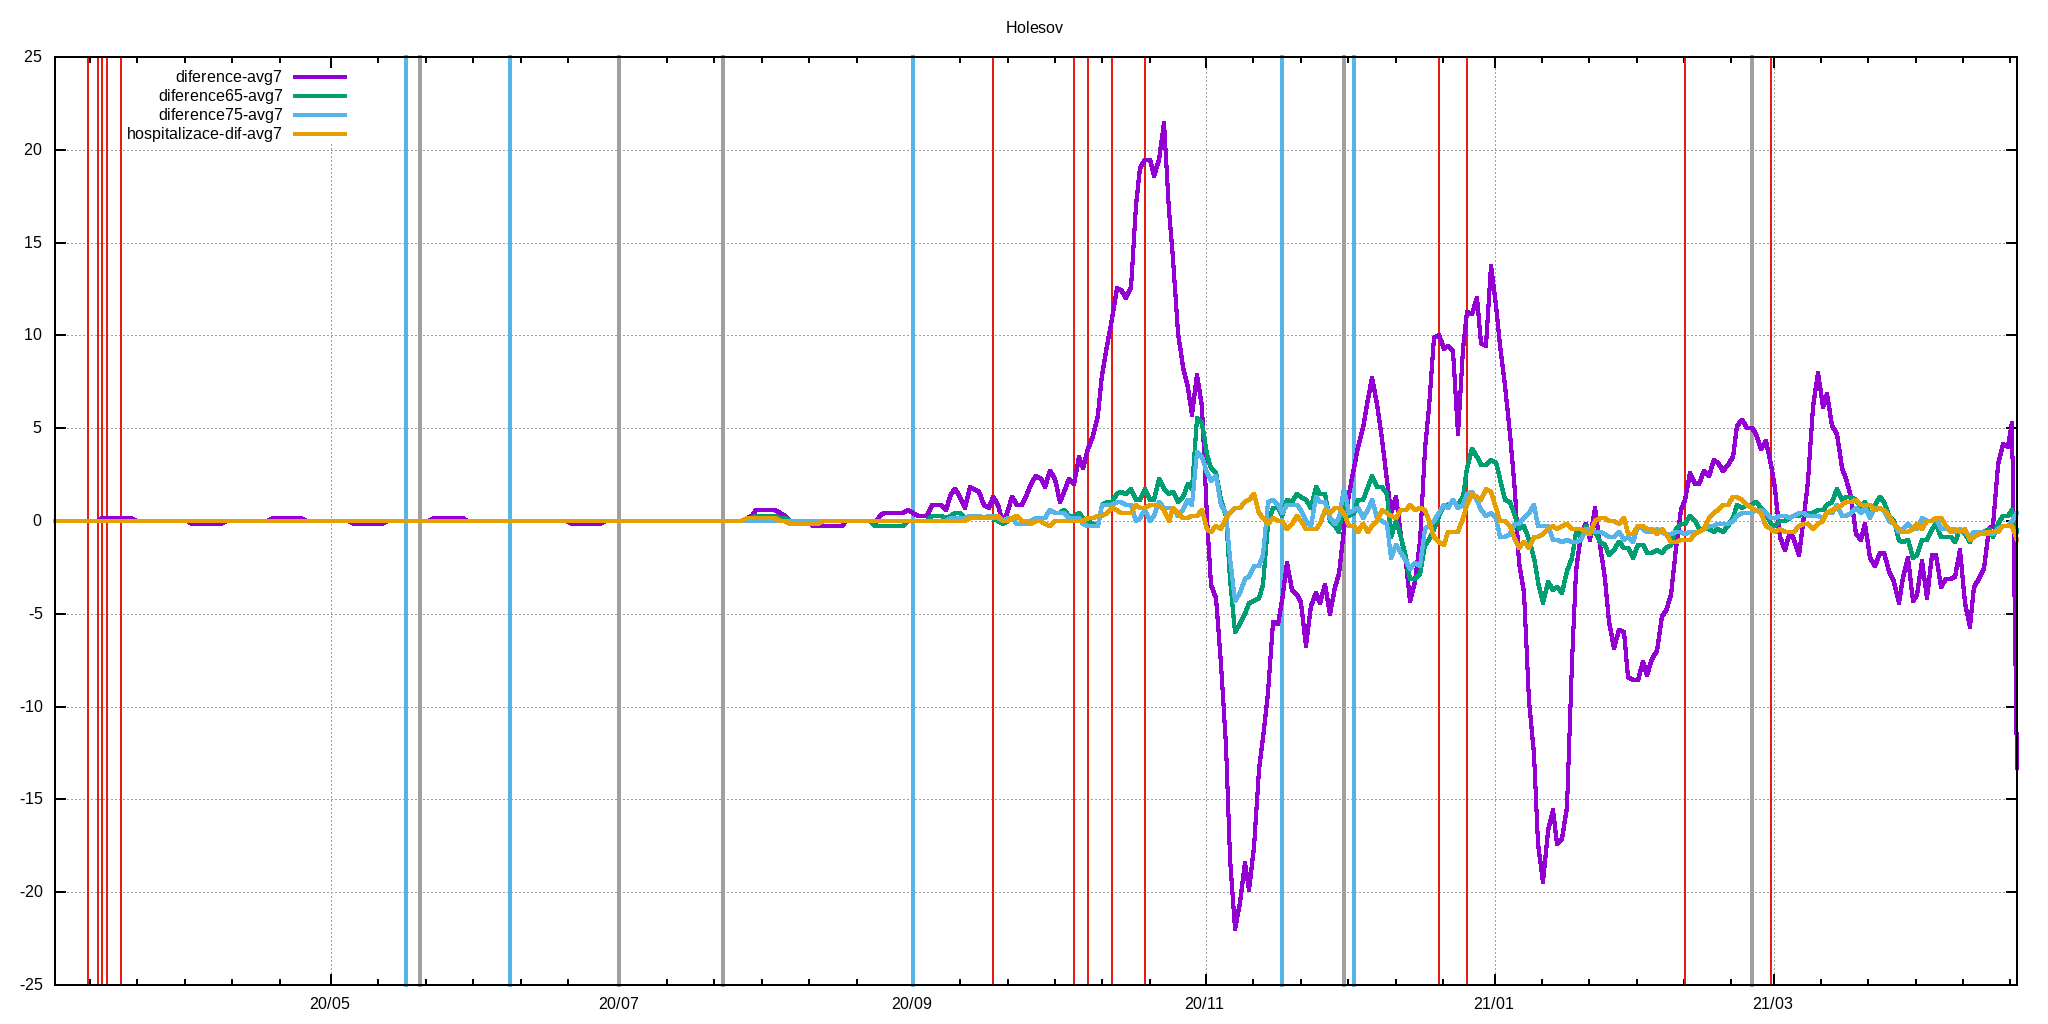 Holesov
25
diference-avg7
diference65-avg7
diference75-avg7
hospitalizace-dif-avg7
20
15
10
5
0
-5
-10
-15
-20
-25
20/05 20/07 20/09 20/11 21/01 21/03